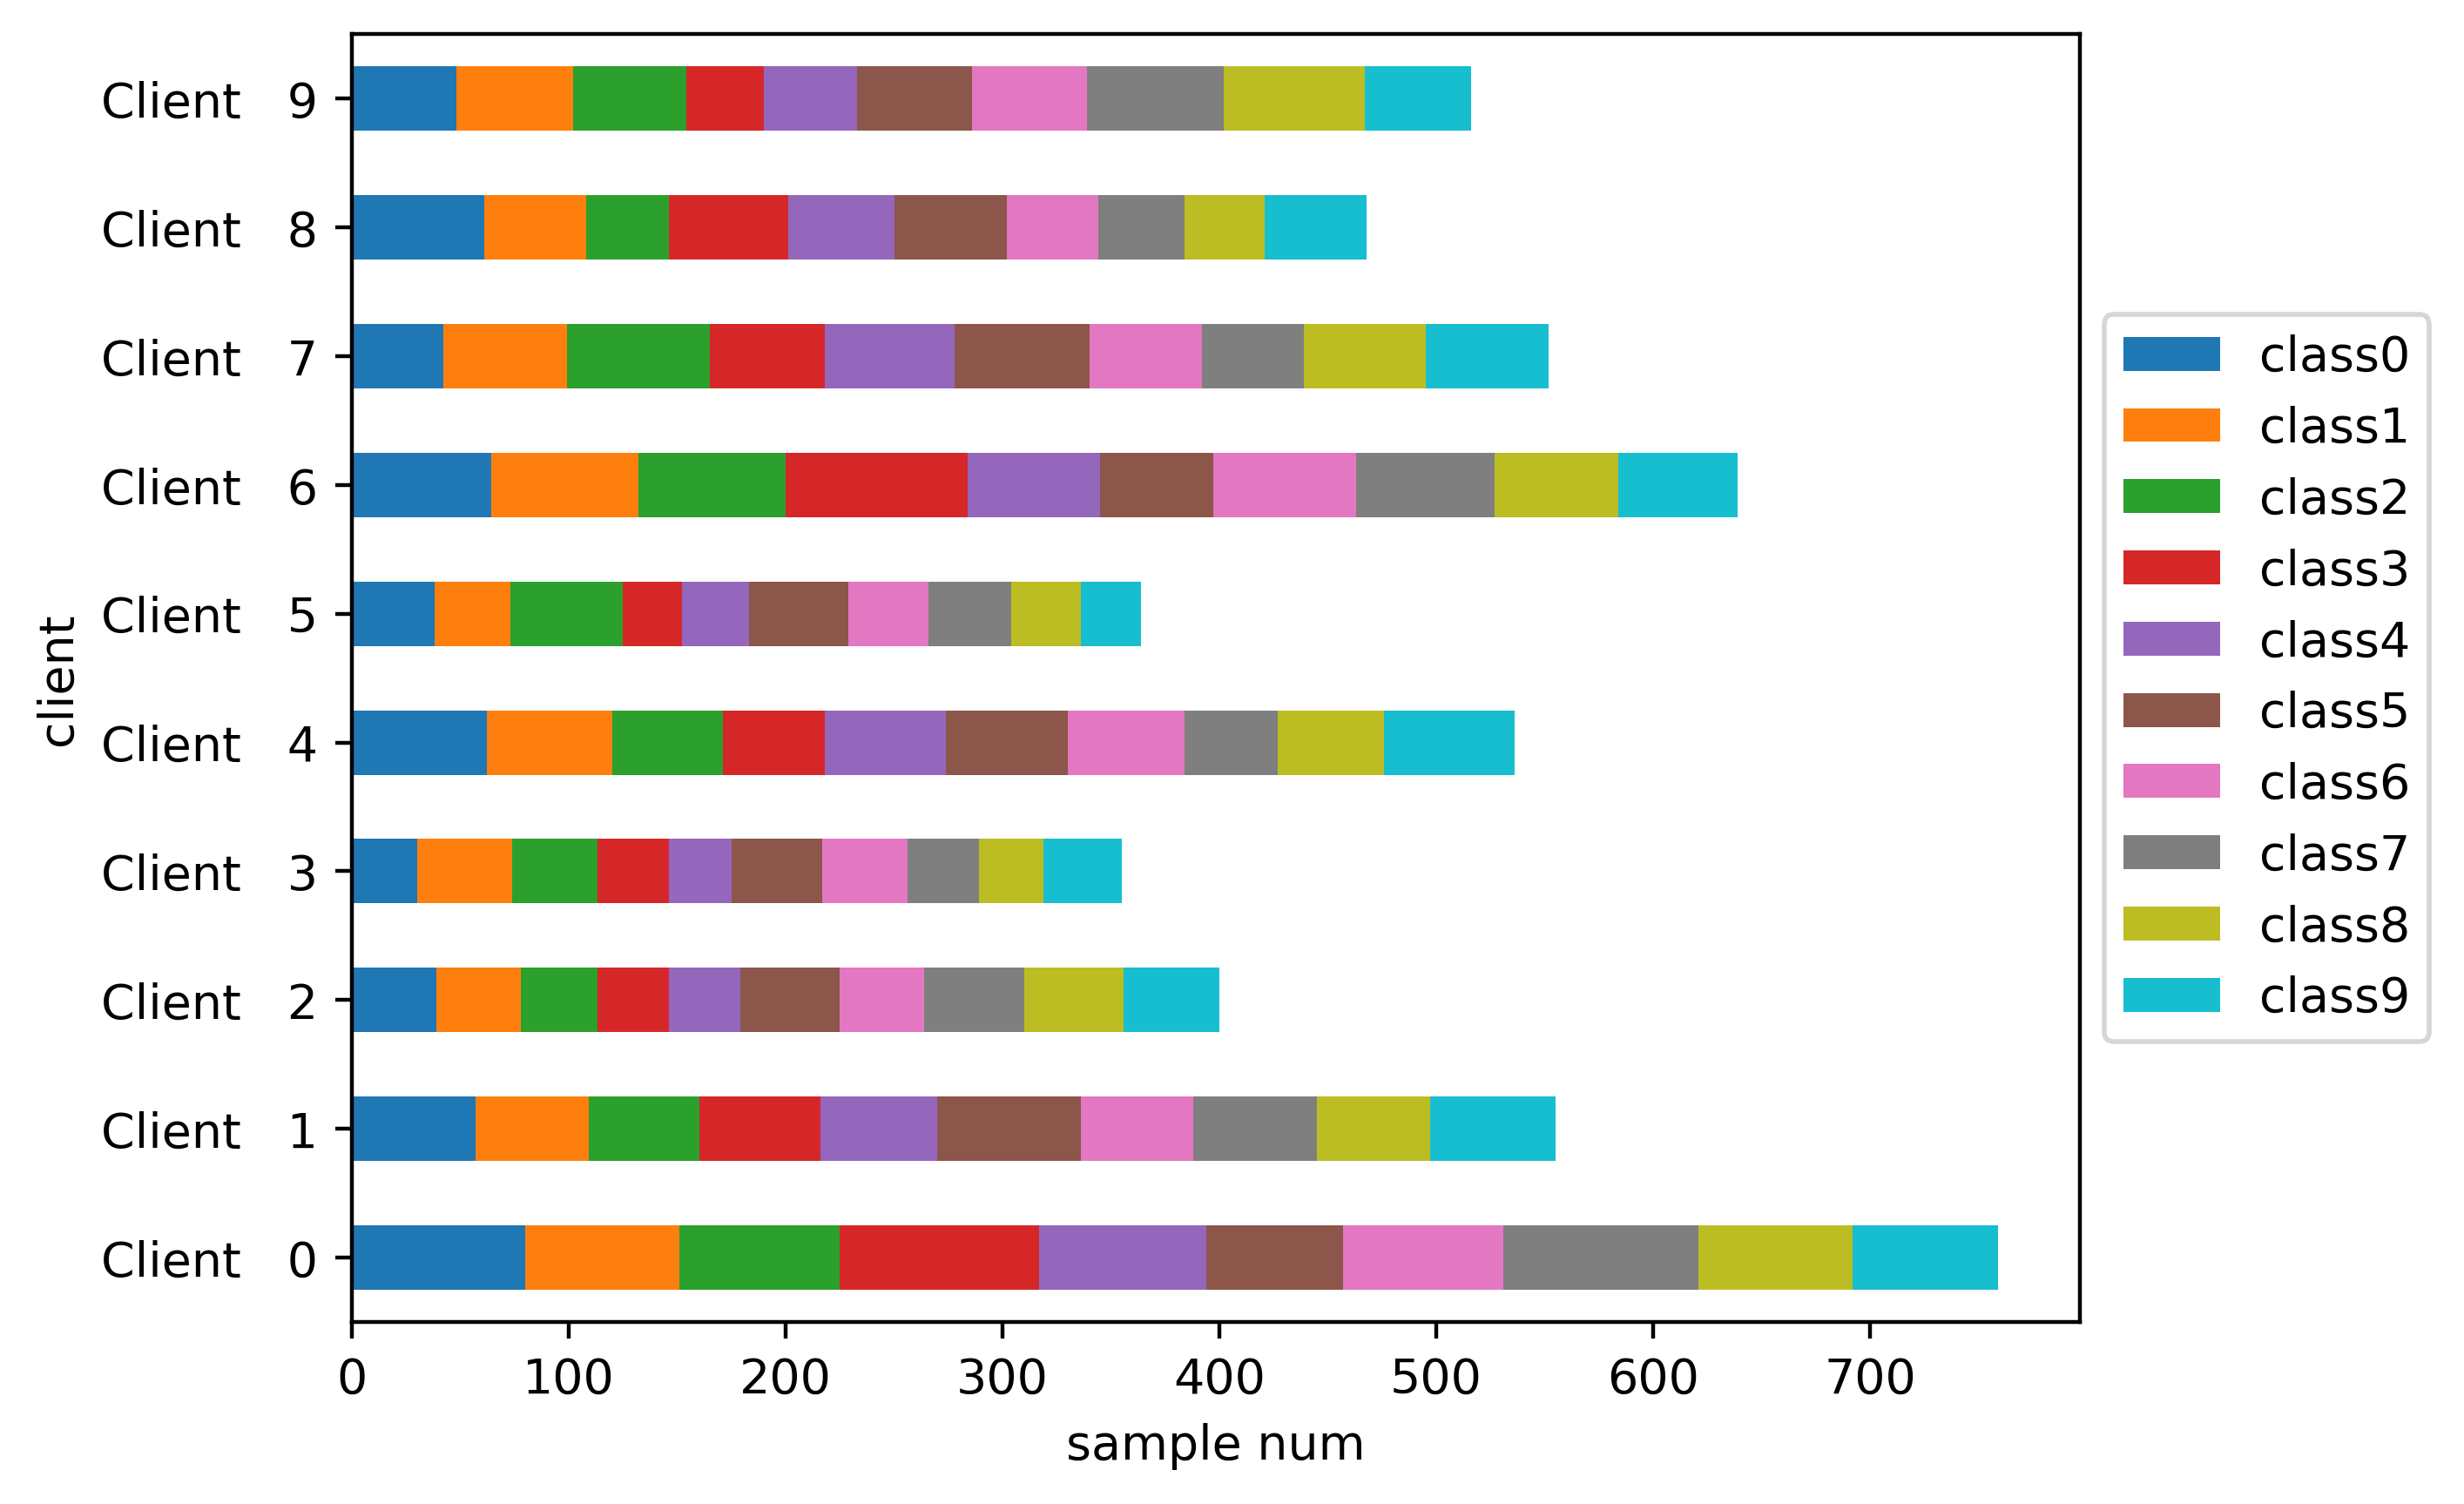 Client 9
Client 8
Client 7
Client 6
Client 5
Client 4
Client 3
Client 2
Client 1
Client 0
client
0 100 200 300 400 500 600 700
sample num
class0
class1
class2
class3
class4
class5
class6
class7
class8
class9